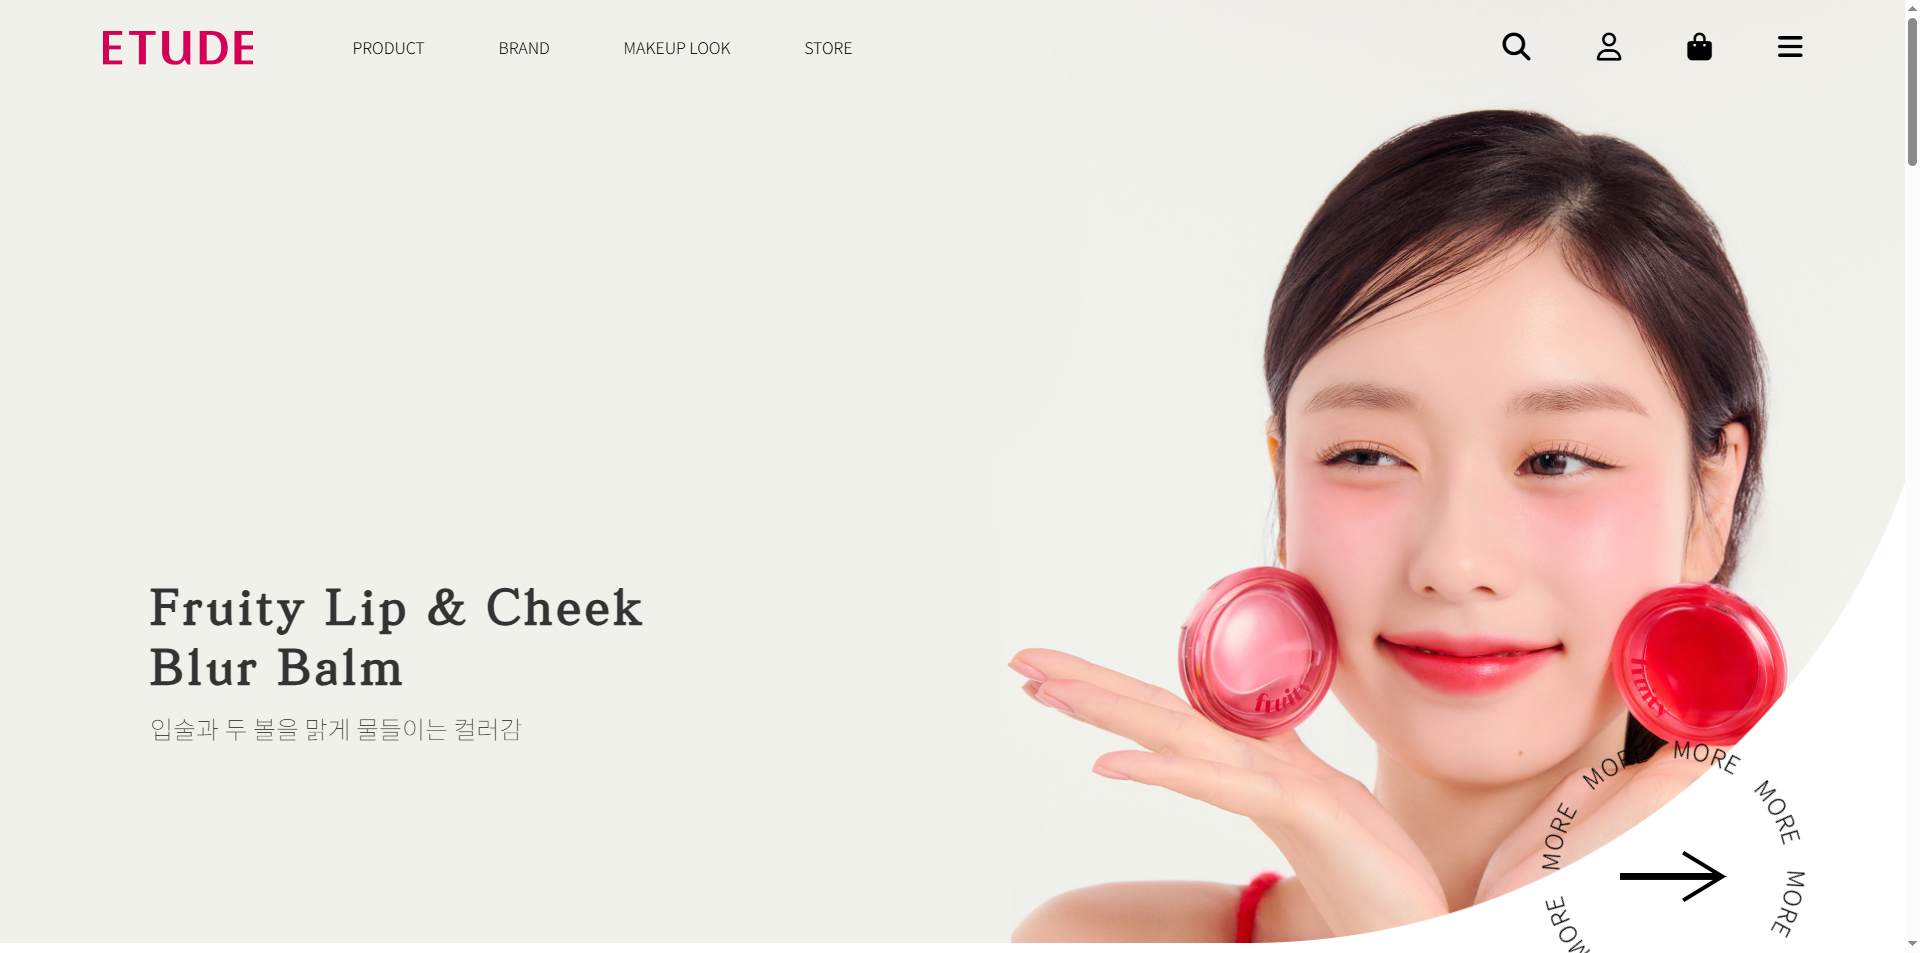 ETUDE
PRODUCT
BRAND
MAKEUP LOOK
STORE
Fruity Lip & Cheek
Blur Balm
입술과 두 볼을 맑게 물들이는 컬러감
fruity
fruity
MORE
MORE
MORE
MORE
MORE
MORE